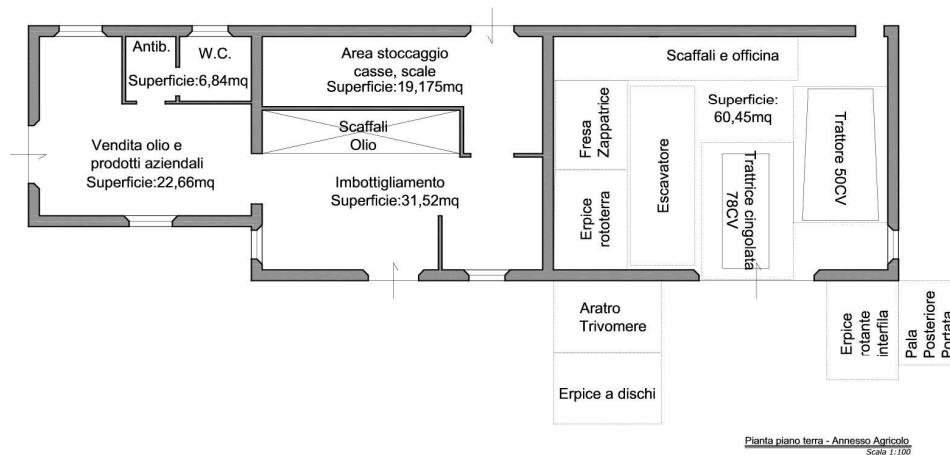 Antib.
W.C.
Superficie:6,84mq
Area stoccaggio
casse, scale
Superficie:19,175mq
Scaffali e officina
Superficie:
60,45mq
Fresa
Zappatrice
Escavatore
Trattrice cingolata
78CV
Trattore 50CV
Scaffali
Olio
Vendita olio e
prodotti aziendali
Superficie:22,66mq
Imbottigliamento
Superficie:31,52mq
Erpice
rototerra
Aratro
Trivomere
Erpice a dischi
Erpice
rotante
interfila
Pala
Posteriore
Portata
Pianta piano terra - Annesso Agricolo
Scala 1:100